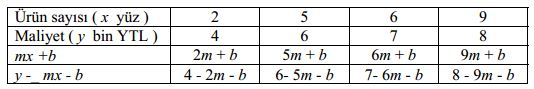 Ürün sayısı ( x yüz ) 2 5 6 9
Maliyet ( y bin YTL ) 4 6 7 8
mx +b 2m + b 5m + b 6m + b 9m + b
y -_ mx - b 4 - 2m - b 6- 5m - b 7- 6m - b 8 - 9m - b